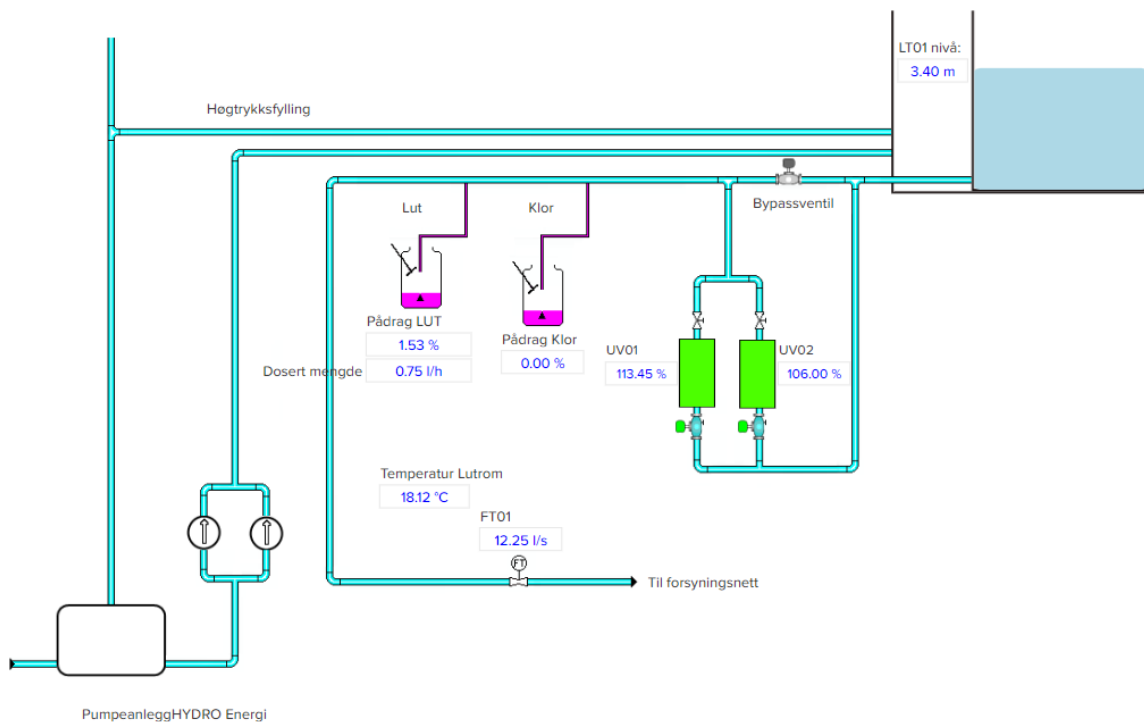 LT01 nivå:
3.40 m
Høgtrykksfylling
Bypassventil
Lut
Klor
Pådrag LUT
1.53 %
Dosert mengde
0.75 l/h
Pådrag Klor
0.00 %
UV01
113.45 %
UV02
106.00 %
Temperatur Lutrom
18.12 °C
FT01
12.25 l/s
FT
Til forsyningsnett
PumpeanleggHYDRO Energi